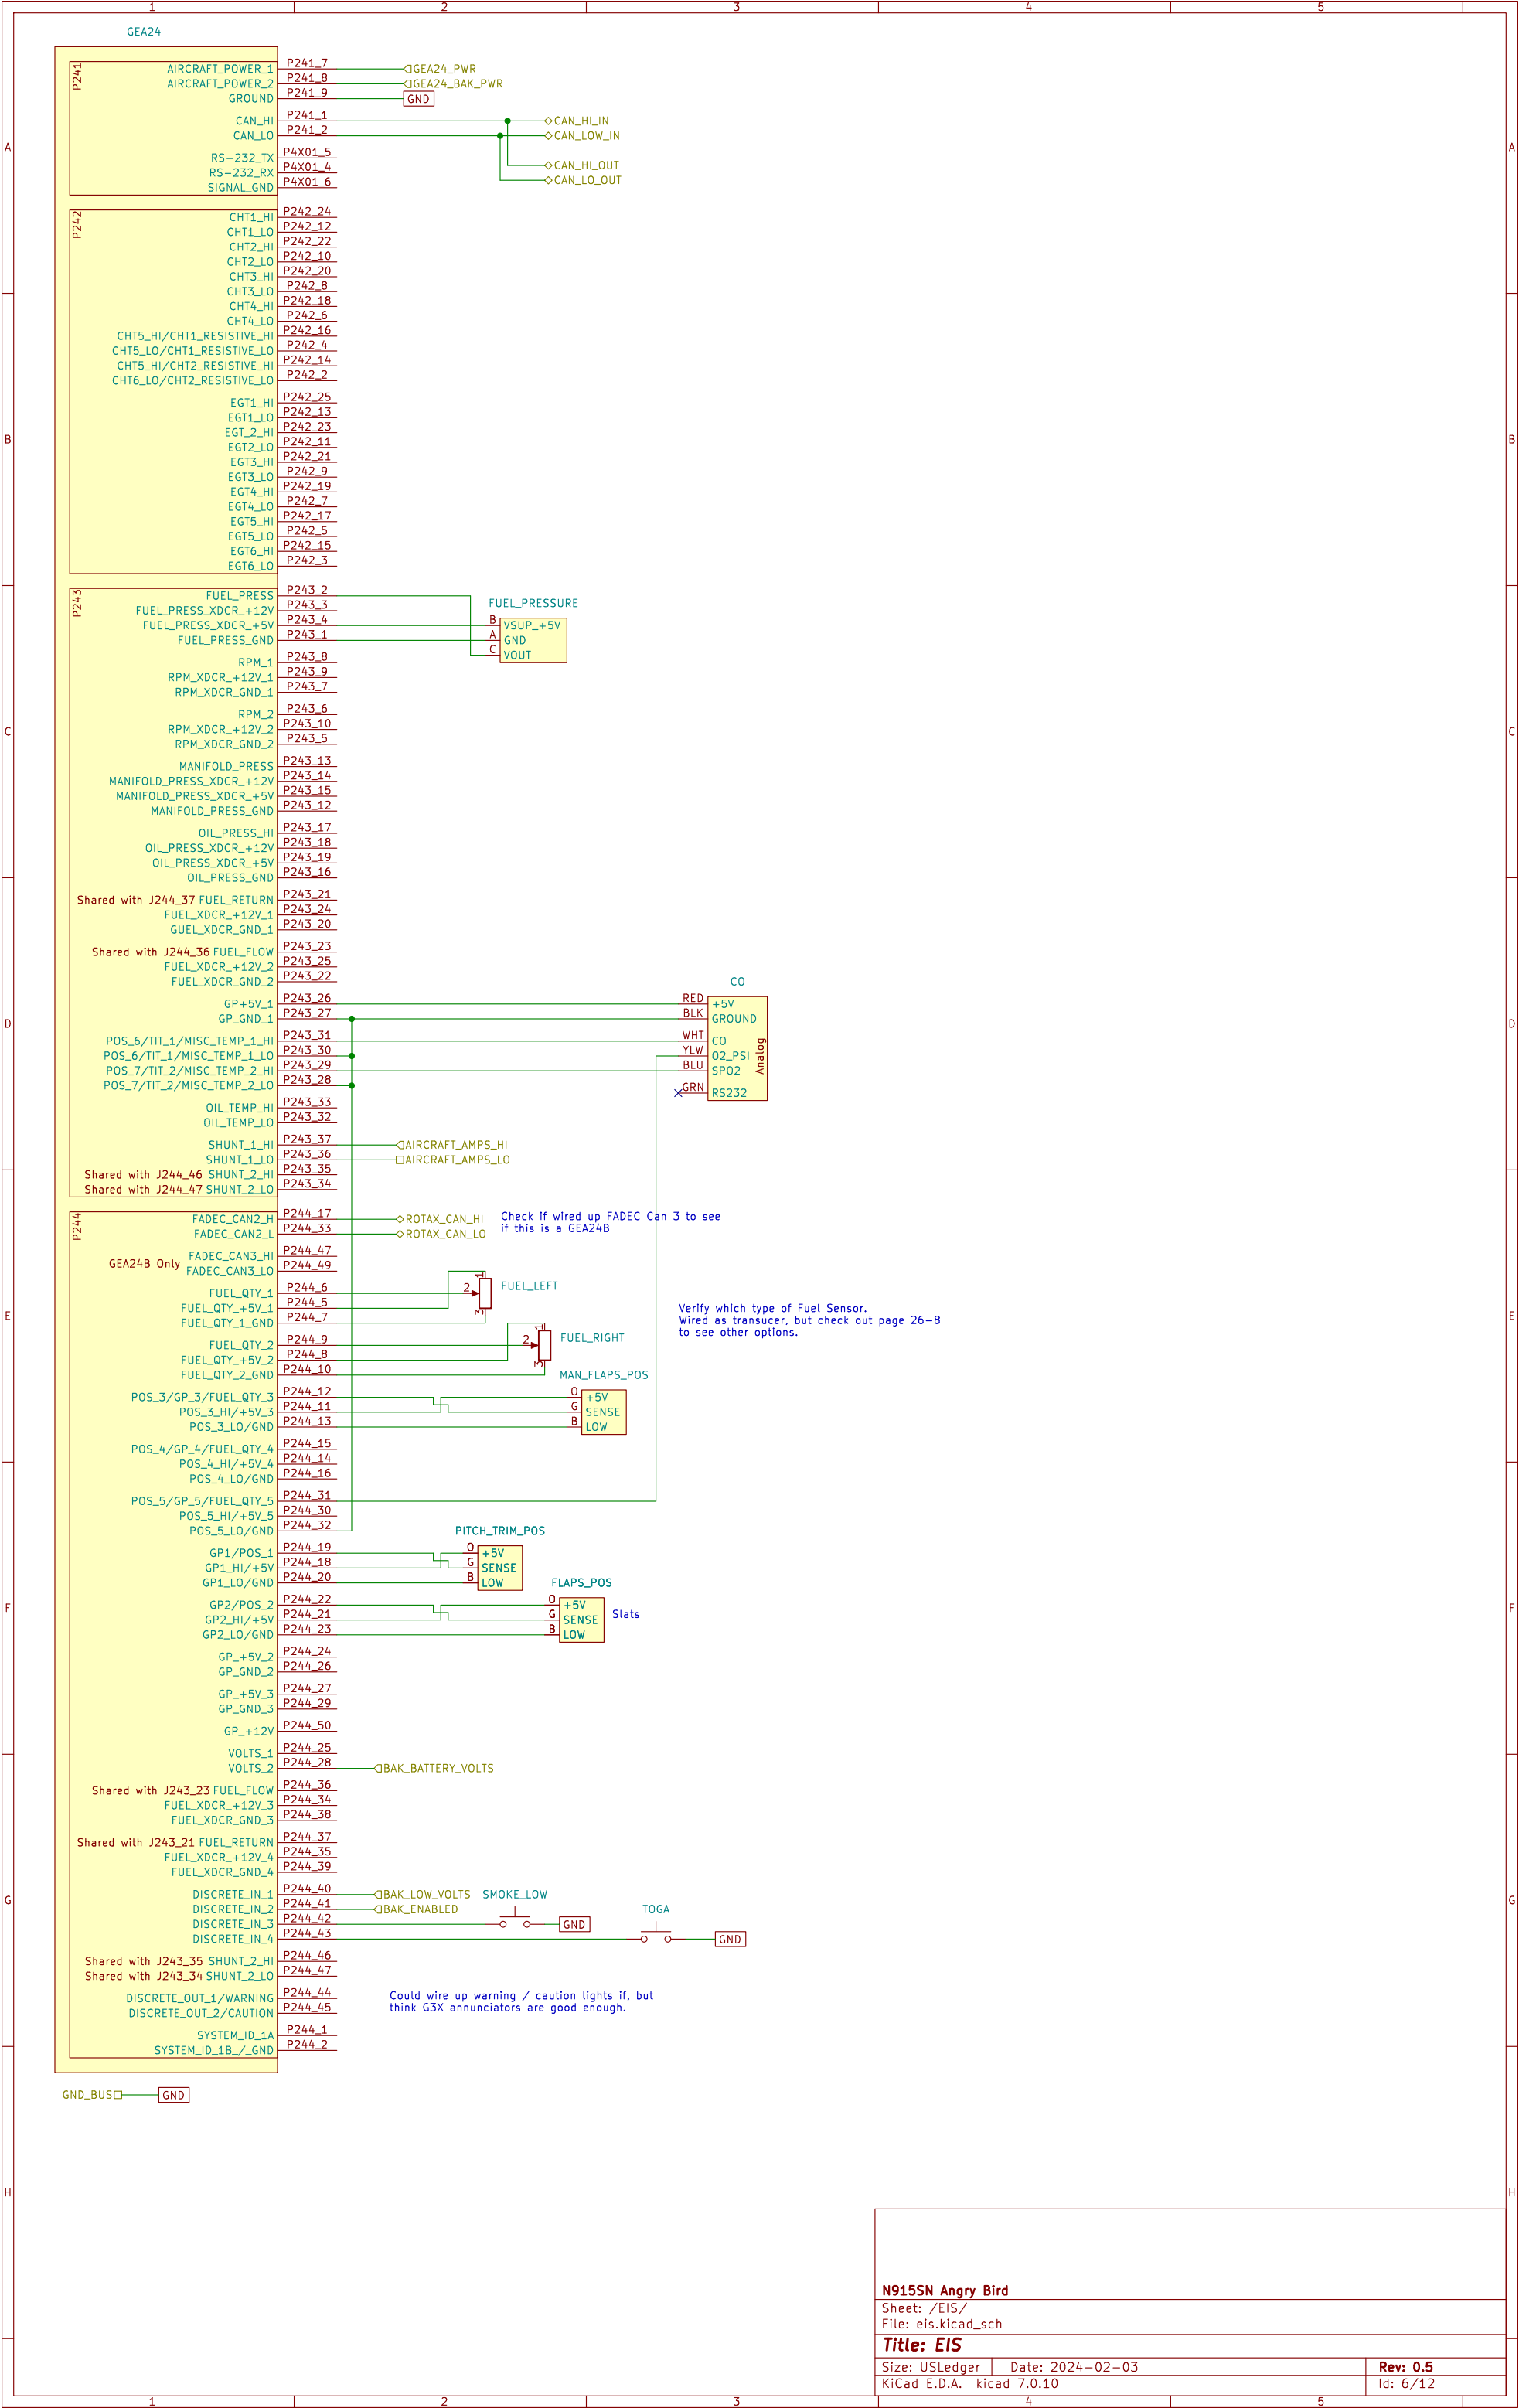 1 2 3 4 5
GEA24
P241
AIRCRAFT_POWER_1 P241_7 GEA24_PWR
AIRCRAFT_POWER_2 P241_8 GEA24_BAK_PWR
GROUND P241_9 GND
CAN_HI P241_1 CAN_HI_IN
CAN_LO P241_2 CAN_LOW_IN
RS-232_TX P4X01_5
CAN_HI_OUT
RS-232_RX P4X01_4
CAN_LO_OUT
SIGNAL_GND P4X01_6
A A
P242
CHT1_HI P242_24
CHT1_LO P242_12
CHT2_HI P242_22
CHT2_LO P242_10
CHT3_HI P242_20
CHT3_LO P242_8
CHT4_HI P242_18
CHT4_LO P242_6
CHT5_HI/CHT1_RESISTIVE_HI P242_16
CHT5_LO/CHT1_RESISTIVE_LO P242_4
CHT5_HI/CHT2_RESISTIVE_HI P242_14
CHT6_LO/CHT2_RESISTIVE_LO P242_2
EGT1_HI P242_25
EGT1_LO P242_13
EGT_2_HI P242_23
B B
EGT2_LO P242_11
EGT3_HI P242_21
EGT3_LO P242_9
EGT4_HI P242_19
EGT4_LO P242_7
EGT5_HI P242_17
EGT5_LO P242_5
EGT6_HI P242_15
EGT6_LO P242_3
P243
FUEL_PRESS P243_2
FUEL_PRESSURE
FUEL_PRESS_XDCR_+12V P243_3
FUEL_PRESS_XDCR_+5V P243_4 B VSUP_+5V
FUEL_PRESS_GND P243_1 A GND
C VOUT
RPM_1 P243_8
RPM_XDCR_+12V_1 P243_9
RPM_XDCR_GND_1 P243_7
RPM_2 P243_6
RPM_XDCR_+12V_2 P243_10
C C
RPM_XDCR_GND_2 P243_5
MANIFOLD_PRESS P243_13
MANIFOLD_PRESS_XDCR_+12V P243_14
MANIFOLD_PRESS_XDCR_+5V P243_15
MANIFOLD_PRESS_GND P243_12
OIL_PRESS_HI P243_17
OIL_PRESS_XDCR_+12V P243_18
OIL_PRESS_XDCR_+5V P243_19
OIL_PRESS_GND P243_16
Shared with J244_37 FUEL_RETURN P243_21
FUEL_XDCR_+12V_1 P243_24
GUEL_XDCR_GND_1 P243_20
Shared with J244_36 FUEL_FLOW P243_23
FUEL_XDCR_+12V_2 P243_25
FUEL_XDCR_GND_2 P243_22
CO
GP+5V_1 P243_26 RED +5V
GP_GND_1 P243_27 BLK GROUND
D D
POS_6/TIT_1/MISC_TEMP_1_HI P243_31 WHT CO
POS_6/TIT_1/MISC_TEMP_1_LO P243_30 YLW O2_PSI
Analog
POS_7/TIT_2/MISC_TEMP_2_HI P243_29 BLU SPO2
POS_7/TIT_2/MISC_TEMP_2_LO P243_28
GRN RS232
OIL_TEMP_HI P243_33
OIL_TEMP_LO P243_32
SHUNT_1_HI P243_37 AIRCRAFT_AMPS_HI
SHUNT_1_LO P243_36 AIRCRAFT_AMPS_LO
Shared with J244_46 SHUNT_2_HI P243_35
Shared with J244_47 SHUNT_2_LO P243_34
P244
FADEC_CAN2_H P244_17 ROTAX_CAN_HI
FADEC_CAN2_L P244_33 ROTAX_CAN_LO
Check if wired up FADEC Can 3 to see
if this is a GEA24B
FADEC_CAN3_HI P244_47
GEA24B Only
FADEC_CAN3_LO P244_49
FUEL_QTY_1 P244_6 2 1 3 FUEL_LEFT
FUEL_QTY_+5V_1 P244_5
FUEL_QTY_1_GND P244_7
Verify which type of Fuel Sensor.
Wired as transucer, but check out page 26-8
to see other options.
E E
FUEL_QTY_2 P244_9 2 1 3 FUEL_RIGHT
FUEL_QTY_+5V_2 P244_8
FUEL_QTY_2_GND P244_10
MAN_FLAPS_POS
POS_3/GP_3/FUEL_QTY_3 P244_12 O +5V
POS_3_HI/+5V_3 P244_11 G SENSE
POS_3_LO/GND P244_13 B LOW
POS_4/GP_4/FUEL_QTY_4 P244_15
POS_4_HI/+5V_4 P244_14
POS_4_LO/GND P244_16
POS_5/GP_5/FUEL_QTY_5 P244_31
POS_5_HI/+5V_5 P244_30
POS_5_LO/GND P244_32
PITCH_TRIM_POS
GP1/POS_1 P244_19 O +5V
GP1_HI/+5V P244_18 G SENSE
GP1_LO/GND P244_20 B LOW
FLAPS_POS
GP2/POS_2 P244_22 O +5V
F F
GP2_HI/+5V P244_21 G SENSE Slats
GP2_LO/GND P244_23 B LOW
GP_+5V_2 P244_24
GP_GND_2 P244_26
GP_+5V_3 P244_27
GP_GND_3 P244_29
GP_+12V P244_50
VOLTS_1 P244_25
VOLTS_2 P244_28 BAK_BATTERY_VOLTS
Shared with J243_23 FUEL_FLOW P244_36
FUEL_XDCR_+12V_3 P244_34
FUEL_XDCR_GND_3 P244_38
Shared with J243_21 FUEL_RETURN P244_37
FUEL_XDCR_+12V_4 P244_35
FUEL_XDCR_GND_4 P244_39
DISCRETE_IN_1 P244_40 BAK_LOW_VOLTS SMOKE_LOW
G G
DISCRETE_IN_2 P244_41 BAK_ENABLED TOGA
DISCRETE_IN_3 P244_42 GND
DISCRETE_IN_4 P244_43 GND
Shared with J243_35 SHUNT_2_HI P244_46
Shared with J243_34 SHUNT_2_LO P244_47
DISCRETE_OUT_1/WARNING P244_44
DISCRETE_OUT_2/CAUTION P244_45
Could wire up warning / caution lights if, but
think G3X annunciators are good enough.
SYSTEM_ID_1A P244_1
SYSTEM_ID_1B_/_GND P244_2
GND_BUS GND
H H
N915SN Angry Bird
Sheet: /EIS/
File: eis.kicad_sch
Title: EIS
Size: USLedger Date: 2024-02-03 Rev: 0.5
KiCad E.D.A. kicad 7.0.10 Id: 6/12
1 2 3 4 5